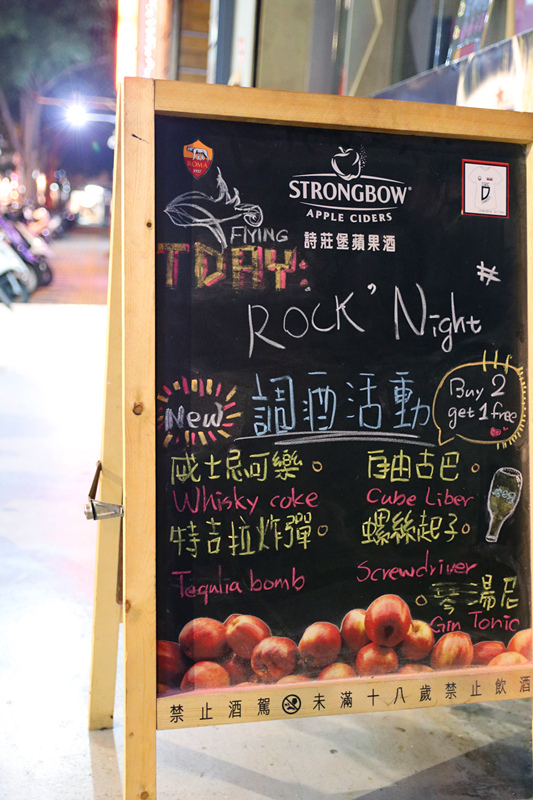 ROMA
STRONGBOW
APPLE CIDERS
詩莊堡蘋果酒
FlYING
TDAY:
#
ROCK' Night
New
調酒活動
Buy 2
get 1 free
威士忌可樂。
Whisky coke
自由古巴。
Cube Liber
特吉拉炸彈。
Tequlia bomb
螺絲起子。
Screwdriver
。琴湯尼
Gin Tonic
禁止酒駕 未滿十八歲禁止飲酒